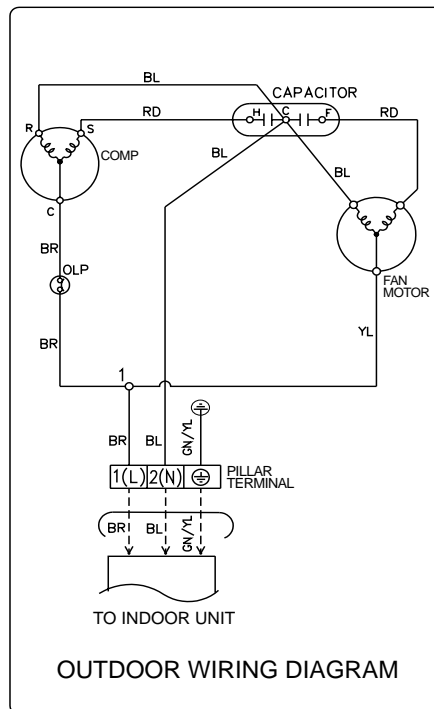 BL
CAPACITOR
R
S
RD
H
C
F
RD
COMP
BL
BL
C
BR
OLP
FAN
MOTOR
BR
YL
1
BR
BL
GN/YL
1(L)
2(N)
PILLAR
TERMINAL
BR
BL
GN/YL
TO INDOOR UNIT
OUTDOOR WIRING DIAGRAM